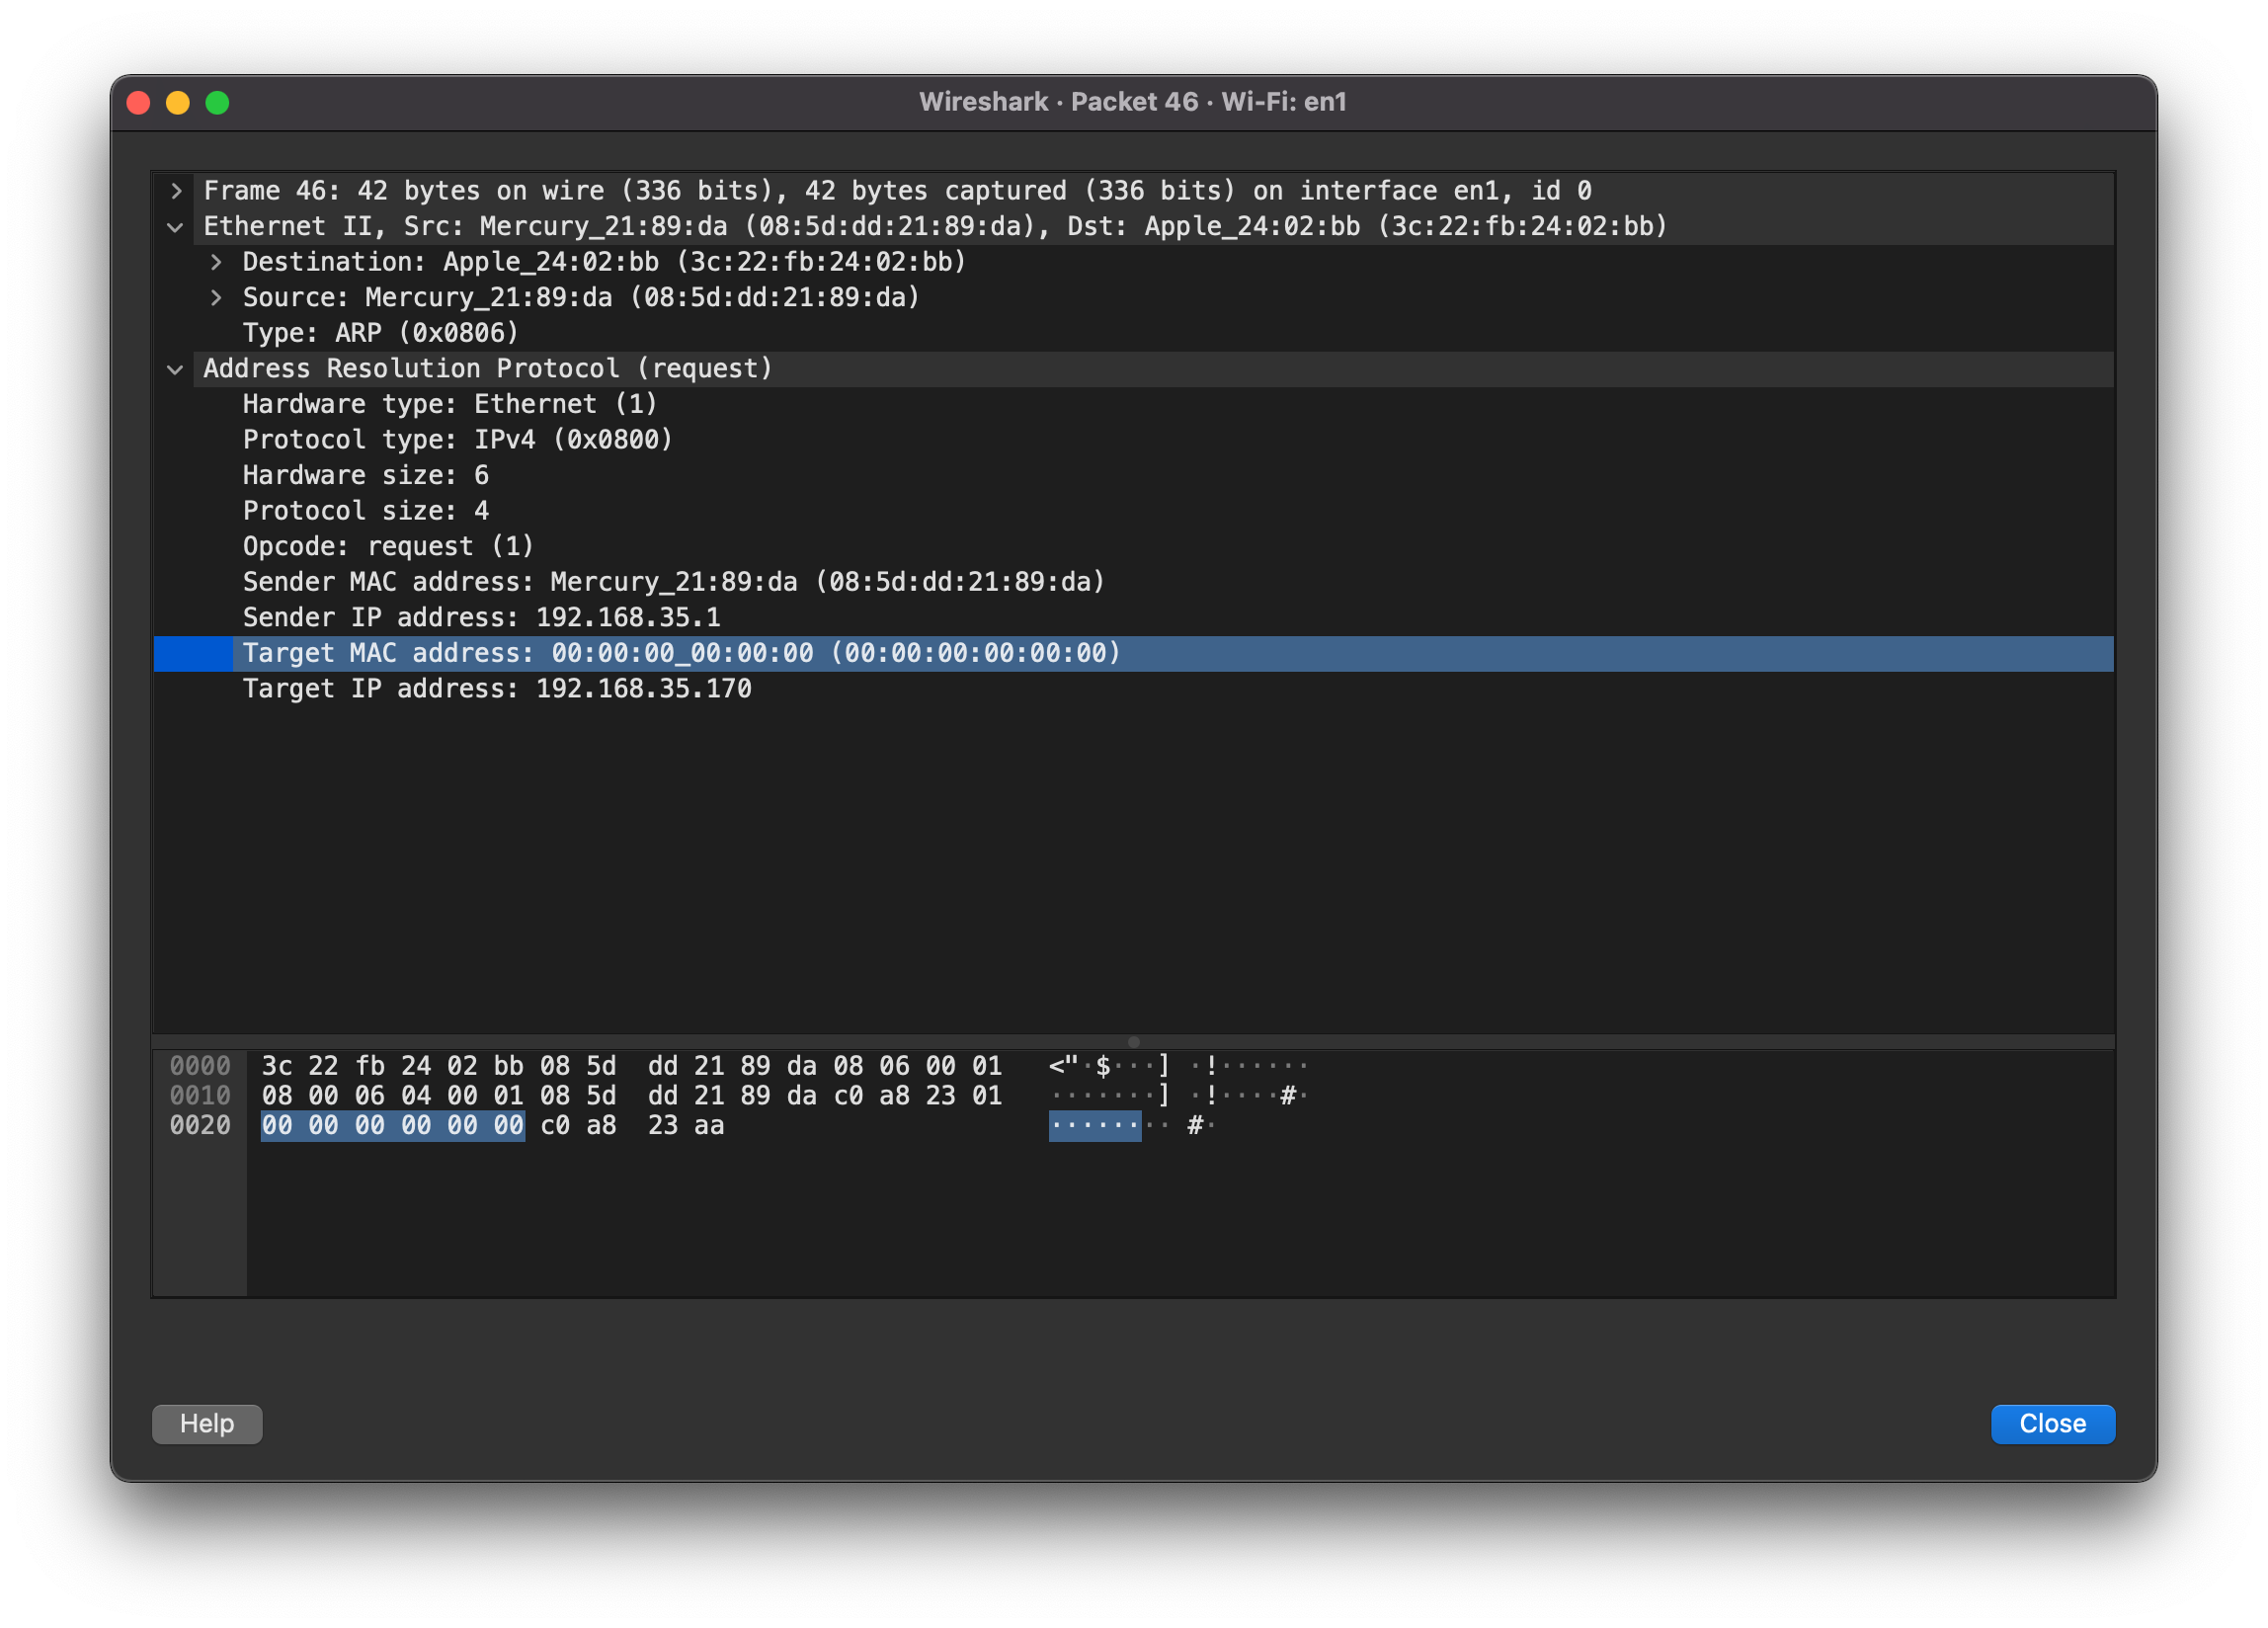 Wireshark · Packet 46 · Wi-Fi: en1
Frame 46: 42 bytes on wire (336 bits), 42 bytes captured (336 bits) on interface en1, id 0
Ethernet II, Src: Mercury_21:89:da (08:5d:dd:21:89:da), Dst: Apple_24:02:bb (3c:22:fb:24:02:bb)
Destination: Apple_24:02:bb (3c:22:fb:24:02:bb)
Source: Mercury_21:89:da (08:5d:dd:21:89:da)
Type: ARP (0x0806)
Address Resolution Protocol (request)
Hardware type: Ethernet (1)
Protocol type: IPv4 (0x0800)
Hardware size: 6
Protocol size: 4
Opcode: request (1)
Sender MAC address: Mercury_21:89:da (08:5d:dd:21:89:da)
Sender IP address: 192.168.35.1
Target MAC address: 00:00:00_00:00:00 (00:00:00:00:00:00)
Target IP address: 192.168.35.170
0000 3c 22 fb 24 02 bb 08 5d dd 21 89 da 08 06 00 01 <"·$···] ·!······
0010 08 00 06 04 00 01 08 5d dd 21 89 da c0 a8 23 01 ·······] ·!····#·
0020 00 00 00 00 00 00 c0 a8 23 aa ········ #·
Help
Close